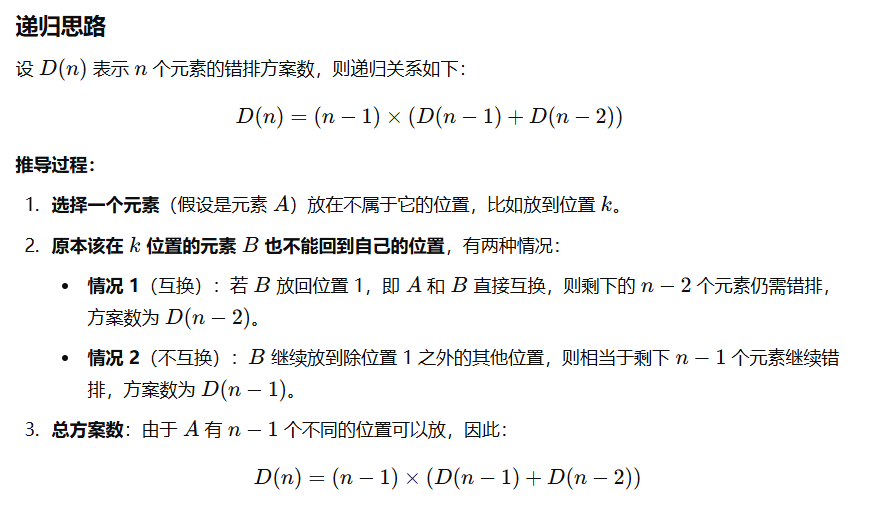 递归思路
设 D(n) 表示 n 个元素的错排方案数，则递归关系如下：
D(n) = (n − 1) × (D(n − 1) + D(n − 2))
推导过程：
1. 选择一个元素（假设是元素 A）放在不属于它的位置，比如放到位置 k。
2. 原本该在 k 位置的元素 B 也不能回到自己的位置，有两种情况：
• 情况 1（互换）：若 B 放回位置 1，即 A 和 B 直接互换，则剩下的 n − 2 个元素仍需错排，
方案数为 D(n − 2)。
• 情况 2（不互换）：B 继续放到除位置 1 之外的其他位置，则相当于剩下 n − 1 个元素继续错
排，方案数为 D(n − 1)。
3. 总方案数：由于 A 有 n − 1 个不同的位置可以放，因此：
D(n) = (n − 1) × (D(n − 1) + D(n − 2))